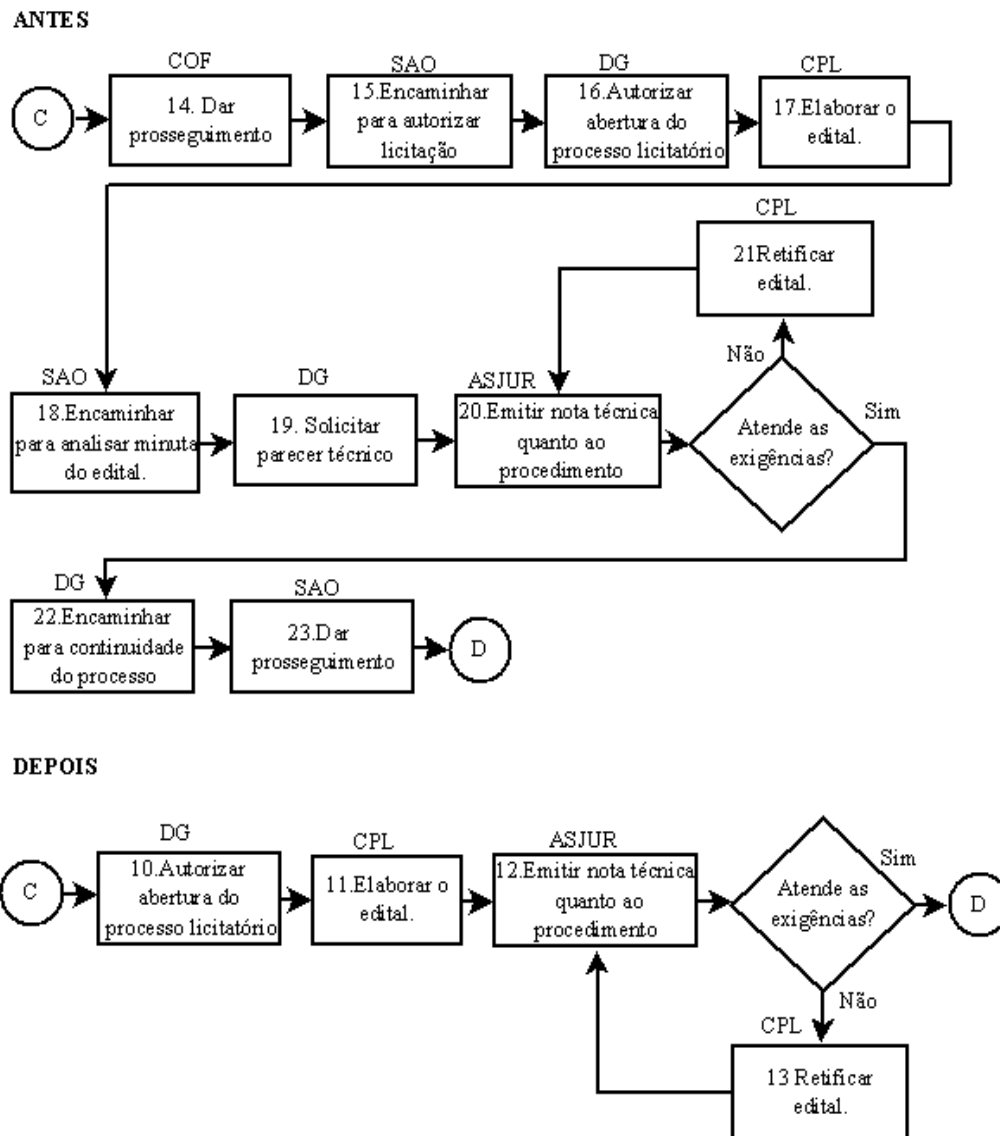 ANTES
COF
SAO
DG
CPL
C
14. Dar
prosseguimento
15.Encaminhar
para autorizar
licitação
16.Autorizar
abertura do
processo licitatório
17.Elaborar o
edital.
CPL
21Retificar
edital.
Não
Sim
SAO
DG
ASJUR
18.Encaminhar
para analisar minuta
do edital.
19. Solicitar
parecer técnico
20.Emitir nota técnica
quanto ao
procedimento
Atende as
exigências?
DG
SAO
22.Encaminhar
para continuidade
do processo
23.Dar
prosseguimento
D
DEPOIS
DG
CPL
ASJUR
C
10.Autorizar
abertura do
processo licitatório
11.Elaborar o
edital.
12.Emitir nota técnica
quanto ao
procedimento
Atende as
exigências?
Sim
D
Não
CPL
13 Retificar
edital.